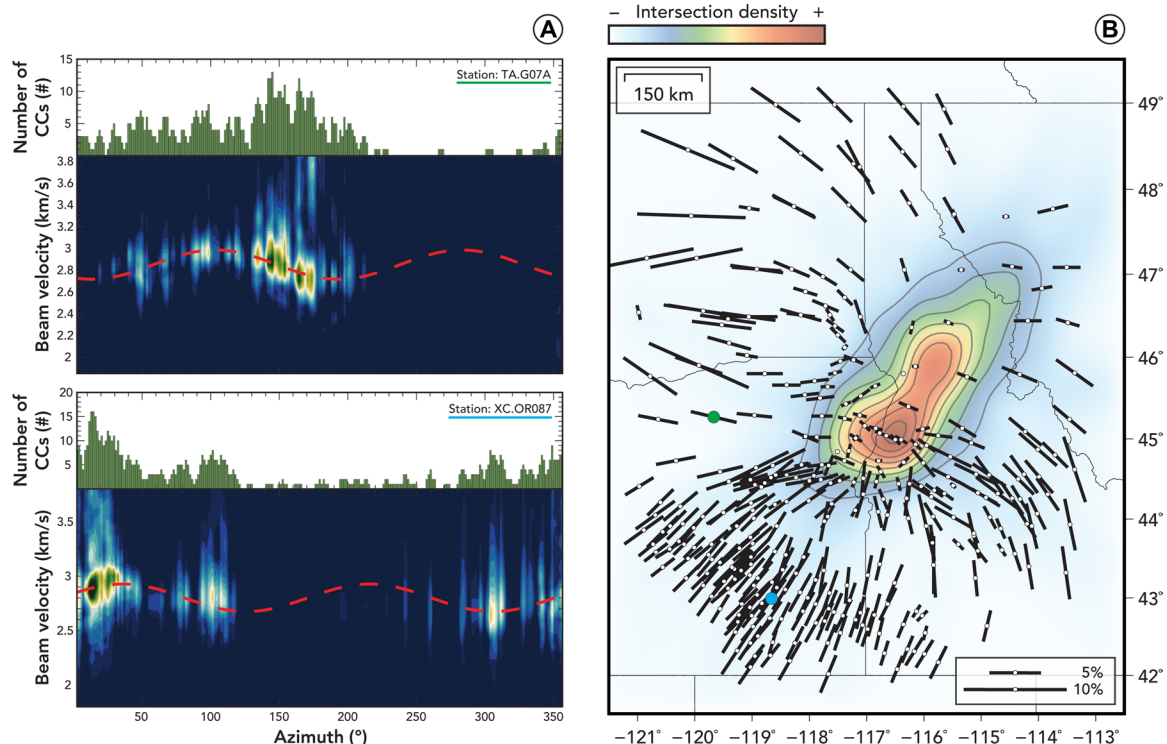 − Intersection density +
A
B
Number of
CCs (#)
15
10
5
Station: TA.G07A
Beam velocity (km/s)
3.8
3.6
3.4
3.2
3
2.8
2.6
2.4
2.2
2
Number of
CCs (#)
20
15
10
5
Station: XC.OR087
Beam velocity (km/s)
3.5
3
2.5
2
50 100 150 200 250 300 350
Azimuth (°)
150 km
49°
48°
47°
46°
45°
44°
43°
42°
5%
10%
−121° −120° −119° −118° −117° −116° −115° −114° −113°